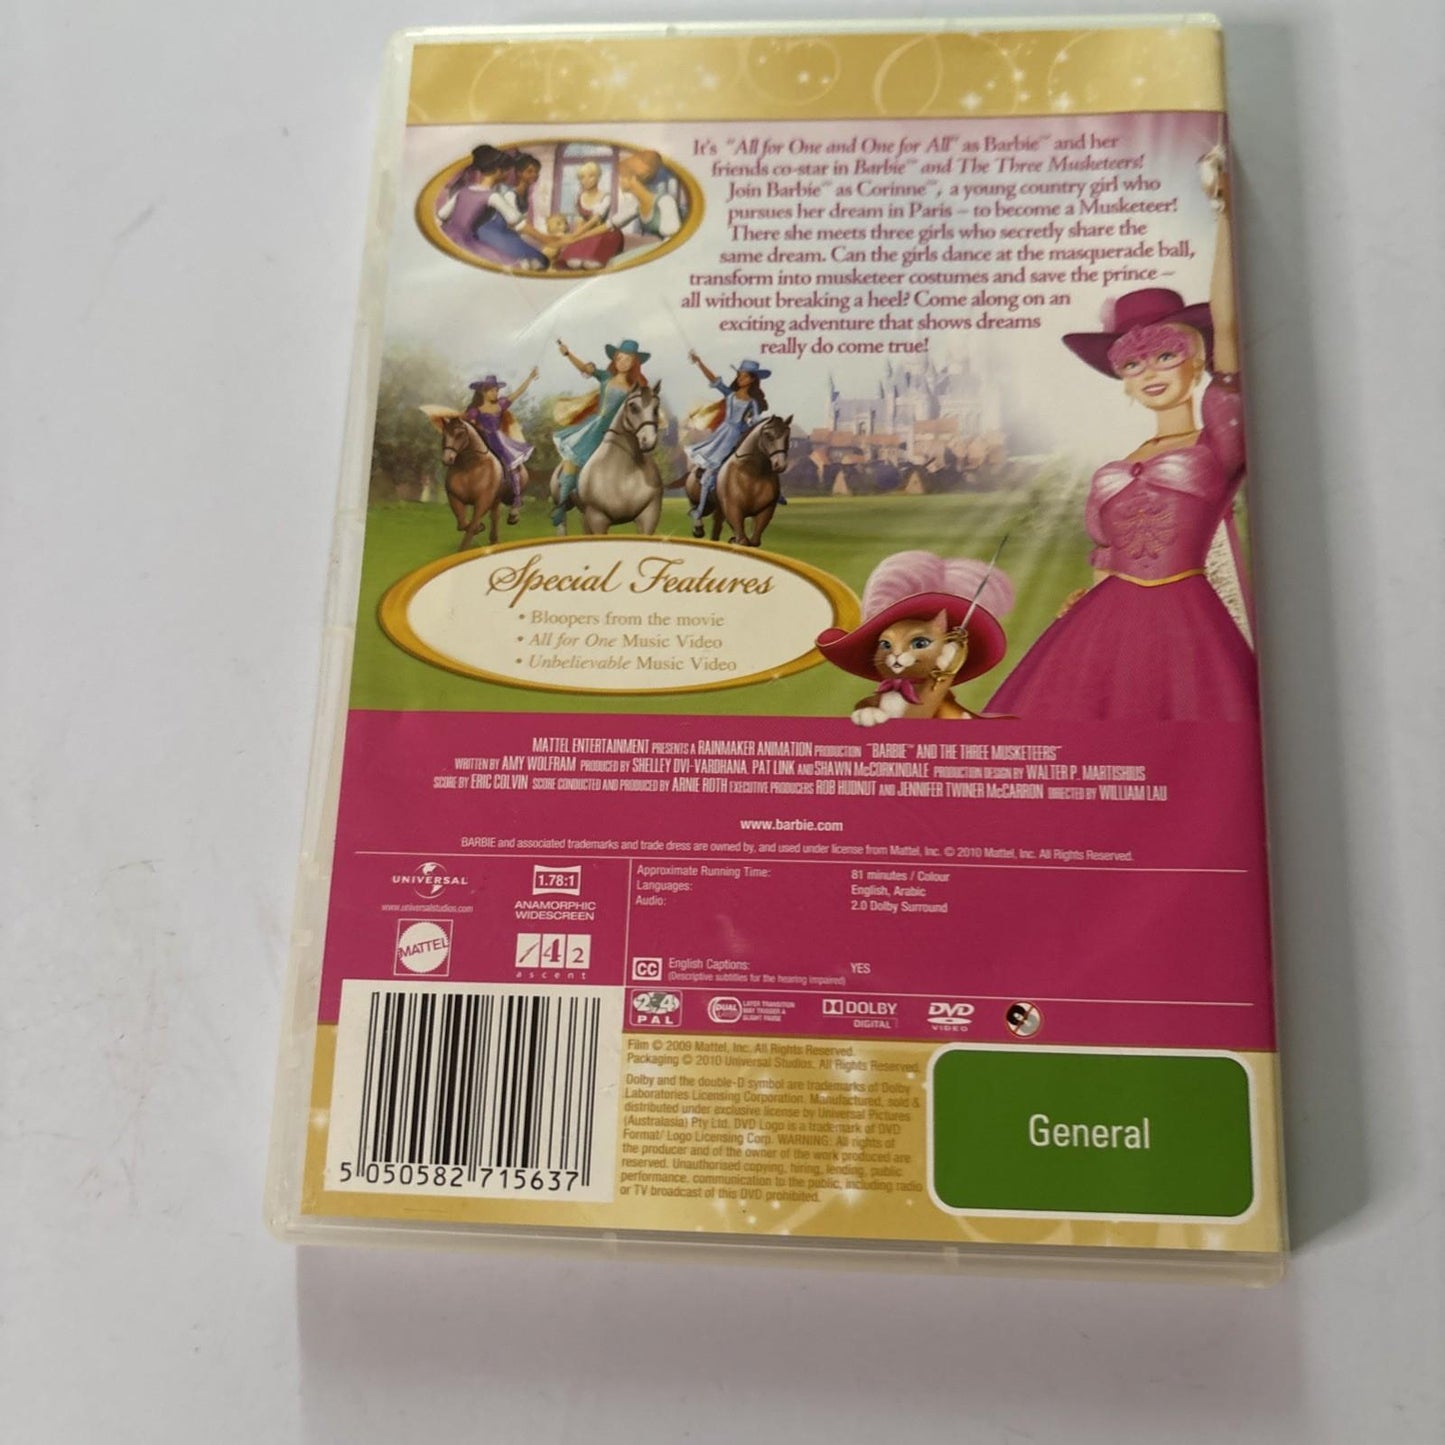 It's "All for One and One for All" as Barbie™ and her
friends co-star in Barbie™ and The Three Musketeers!
Join Barbie™ as Corinne™, a young country girl who
pursues her dream in Paris – to become a Musketeer!
There she meets three girls who secretly share the
same dream. Can the girls dance at the masquerade ball,
transform into musketeer costumes and save the prince –
all without breaking a heel? Come along on an
exciting adventure that shows dreams
really do come true!
Special Features
• Bloopers from the movie
• All for One Music Video
• Unbelievable Music Video
MATTEL ENTERTAINMENT PRESENTS A RAINMAKER ANIMATION PRODUCTION "BARBIE™ AND THE THREE MUSKETEERS"
WRITTEN BY AMY WOLFRAM PRODUCED BY SHELLEY DVI-VARDHANA, PAT LINK AND SHAWN McCORKINDALE PRODUCTION DESIGN BY WALTER P. MARTISHIUS
SCORE BY ERIC COLVIN SCORE CONDUCTED AND PRODUCED BY ARNIE ROTH EXECUTIVE PRODUCERS ROB HUDNUT AND JENNIFER TWINER McCARRON DIRECTED BY WILLIAM LAU
www.barbie.com
BARBIE and associated trademarks and trade dress are owned by, and used under license from Mattel, Inc. © 2010 Mattel, Inc. All Rights Reserved.
UNIVERSAL
www.universalstudios.com
MATTEL
1.78:1
ANAMORPHIC
WIDESCREEN
42
ascent
Approximate Running Time: 81 minutes / Colour
Languages: English, Arabic
Audio: 2.0 Dolby Surround
CC English Captions: YES
(Descriptive subtitles for the hearing impaired)
2 4
PAL
DUAL LAYER TRANSITION
MAY TRIGGER A
SLIGHT PAUSE
DOLBY
DIGITAL
DVD
VIDEO
Film © 2009 Mattel, Inc. All Rights Reserved.
Packaging © 2010 Universal Studios. All Rights Reserved.
Dolby and the double-D symbol are trademarks of Dolby
Laboratories Licensing Corporation. Manufactured, sold &
distributed under exclusive license by Universal Pictures
(Australasia) Pty Ltd. DVD Logo is a trademark of DVD
Format/ Logo Licensing Corp. WARNING: All rights of
the producer and of the owner of the work produced are
reserved. Unauthorised copying, hiring, lending, public
performance, communication to the public, including radio
or TV broadcast of this DVD prohibited.
General
5 050582 715637